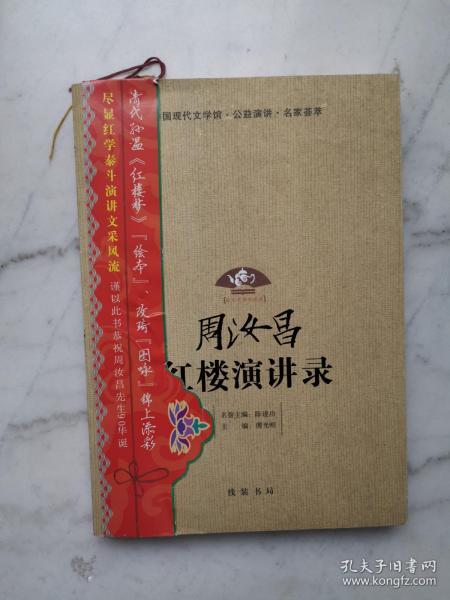 国现代文学馆·公益演讲·名家荟萃
清代孙温《红楼梦》「绘本」、改琦「图咏」锦上添彩
尽显红学泰斗演讲文采风流
谨以此书恭祝周汝昌先生90华诞
周汝昌
红楼演讲录
名誉主编:陈建功
主 编:傅光明
线装书局
孔夫子旧书网
www.kongfz.com